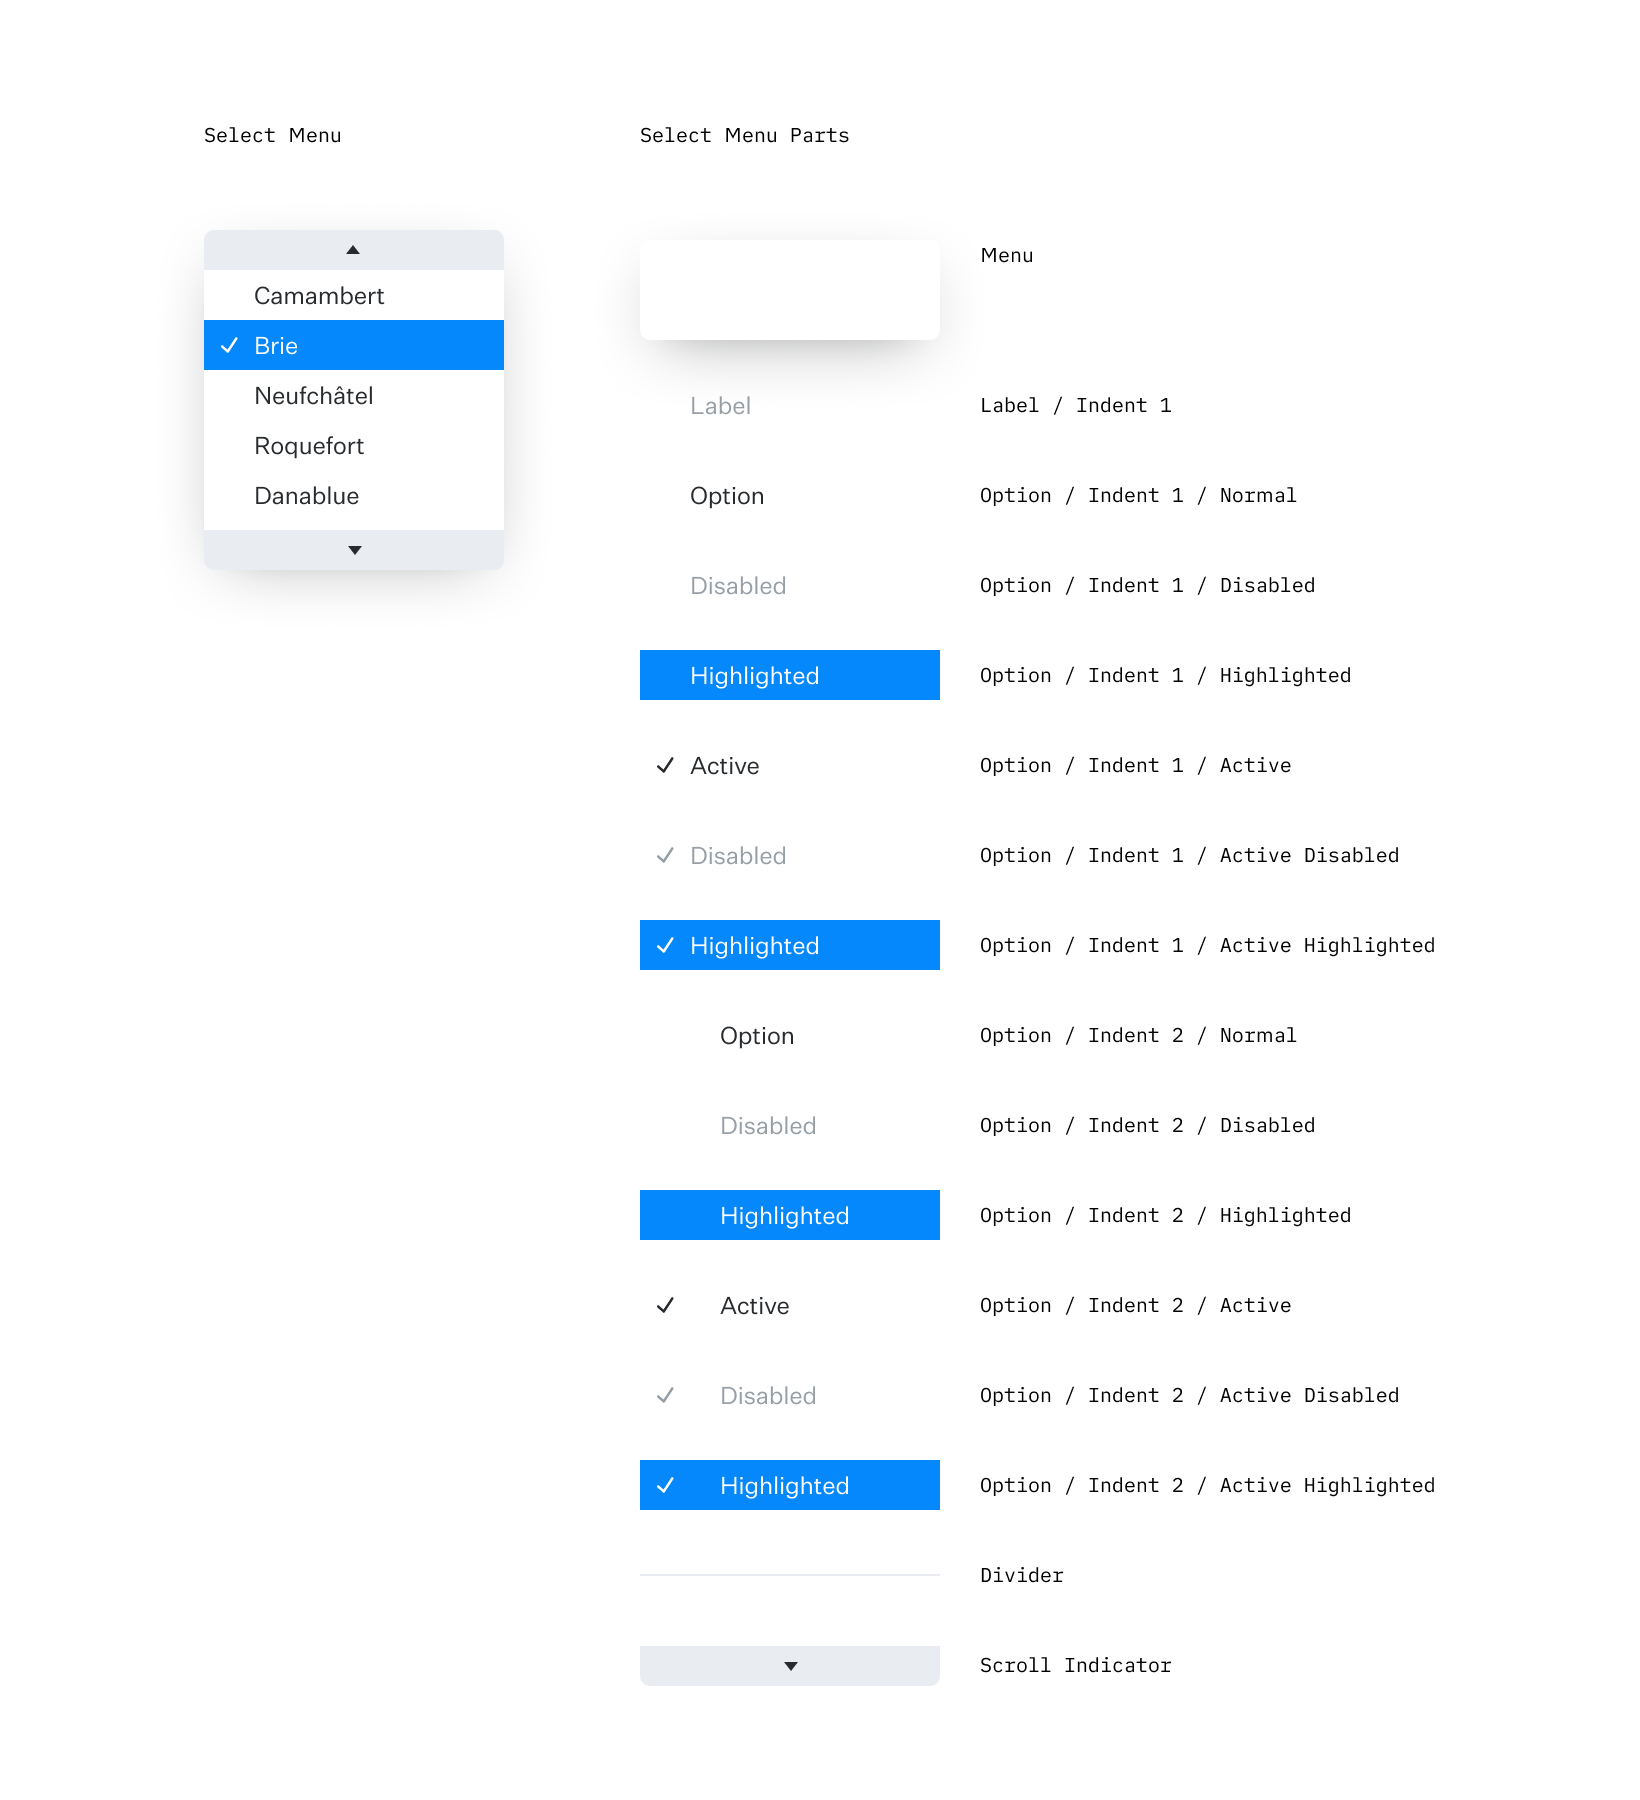 Select Menu
Camambert
Brie
Neufchâtel
Roquefort
Danablue
Select Menu Parts
Menu
Label
Label / Indent 1
Option
Option / Indent 1 / Normal
Disabled
Option / Indent 1 / Disabled
Highlighted
Option / Indent 1 / Highlighted
Active
Option / Indent 1 / Active
Disabled
Option / Indent 1 / Active Disabled
Highlighted
Option / Indent 1 / Active Highlighted
Option
Option / Indent 2 / Normal
Disabled
Option / Indent 2 / Disabled
Highlighted
Option / Indent 2 / Highlighted
Active
Option / Indent 2 / Active
Disabled
Option / Indent 2 / Active Disabled
Highlighted
Option / Indent 2 / Active Highlighted
Divider
Scroll Indicator